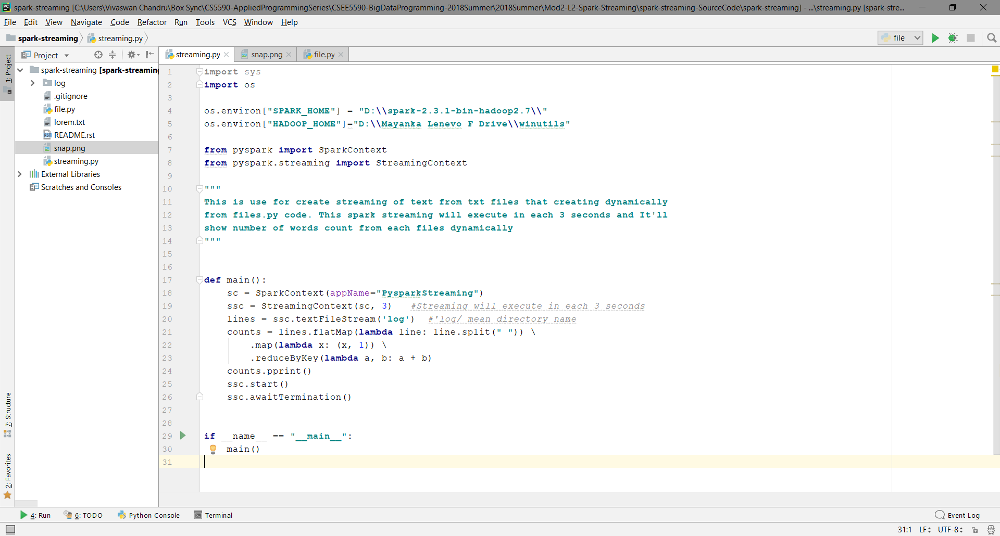 spark-streaming [C:\Users\Vivaswan Chandru\Box Sync\CS5590-AppliedProgrammingSeries\CSEE5590-BigDataProgramming-2018Summer\2018Summer\Mod2-L2-Spark-Streaming\spark-streaming-SourceCode\spark-streaming] - ...\streaming.py [spark-stre...
File Edit View Navigate Code Refactor Run Tools VCS Window Help
spark-streaming streaming.py file
Project streaming.py snap.png file.py
1: Project
spark-streaming [spark-streaming
log
.gitignore
file.py
lorem.txt
README.rst
snap.png
streaming.py
External Libraries
Scratches and Consoles
7: Structure
2: Favorites
1 import sys
2 import os
3
4 os.environ["SPARK_HOME"] = "D:\\spark-2.3.1-bin-hadoop2.7\\"
5 os.environ["HADOOP_HOME"]="D:\\Mayanka Lenevo F Drive\\winutils"
6
7 from pyspark import SparkContext
8 from pyspark.streaming import StreamingContext
9
10 """
11 This is use for create streaming of text from txt files that creating dynamically
12 from files.py code. This spark streaming will execute in each 3 seconds and It'll
13 show number of words count from each files dynamically
14 """
15
16
17 def main():
18 sc = SparkContext(appName="PysparkStreaming")
19 ssc = StreamingContext(sc, 3) #Streaming will execute in each 3 seconds
20 lines = ssc.textFileStream('log') #'log/ mean directory name
21 counts = lines.flatMap(lambda line: line.split(" ")) \
22 .map(lambda x: (x, 1)) \
23 .reduceByKey(lambda a, b: a + b)
24 counts.pprint()
25 ssc.start()
26 ssc.awaitTermination()
27
28
29 if __name__ == "__main__":
30 main()
31
4: Run 6: TODO Python Console Terminal Event Log
31:1 LF UTF-8